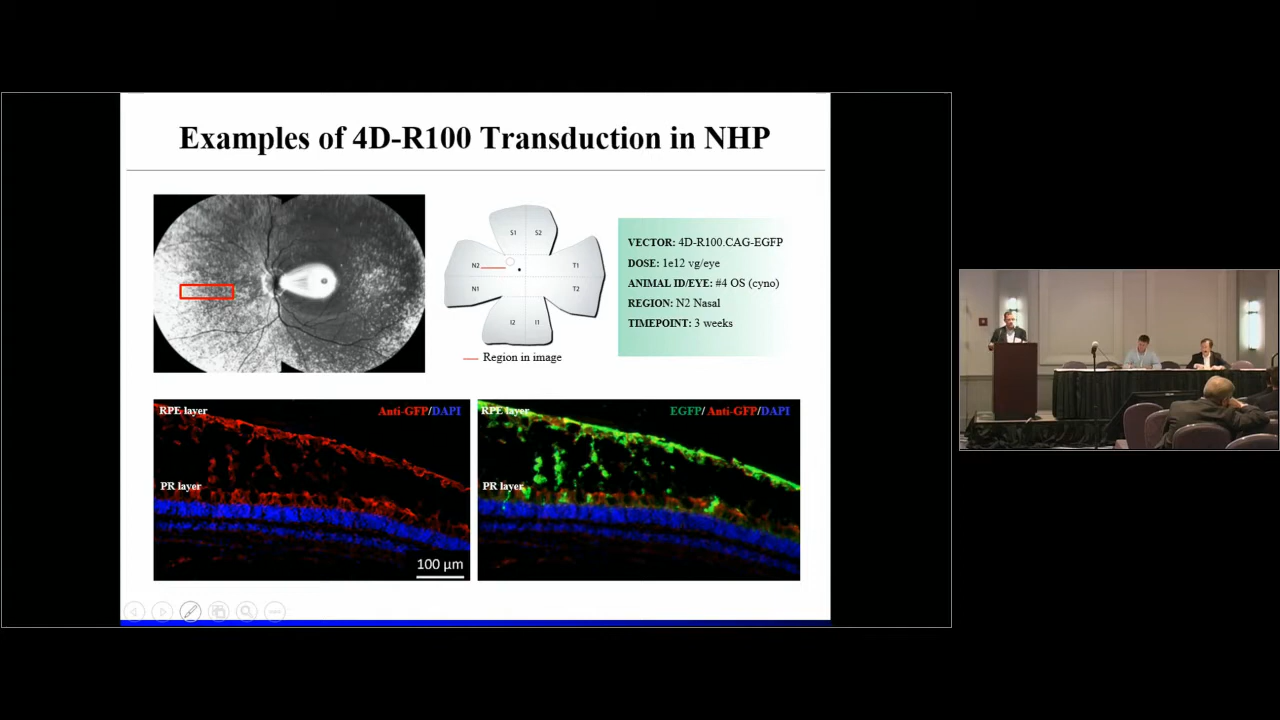 Examples of 4D-R100 Transduction in NHP
S1 S2
N2 T1
N1 T2
I2 I1
Region in image
VECTOR: 4D-R100.CAG-EGFP
DOSE: 1e12 vg/eye
ANIMAL ID/EYE: #4 OS (cyno)
REGION: N2 Nasal
TIMEPOINT: 3 weeks
RPE layer
Anti-GFP/DAPI
PR layer
100 µm
RPE layer
EGFP/ Anti-GFP/DAPI
PR layer